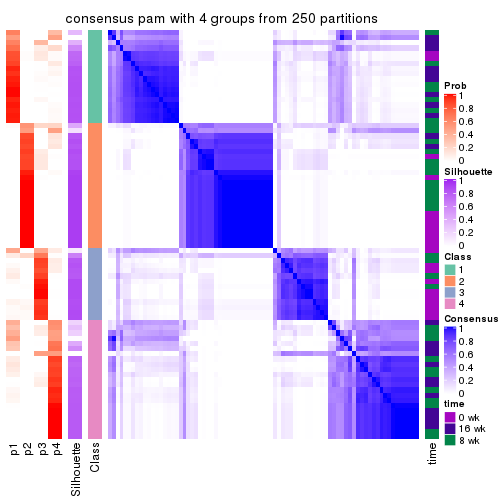 consensus pam with 4 groups from 250 partitions
p1
p2
p3
p4
Silhouette
Class
time
Prob
1
0.8
0.6
0.4
0.2
0
Silhouette
1
0.8
0.6
0.4
0.2
0
Class
1
2
3
4
Consensus
1
0.8
0.6
0.4
0.2
0
time
0 wk
16 wk
8 wk